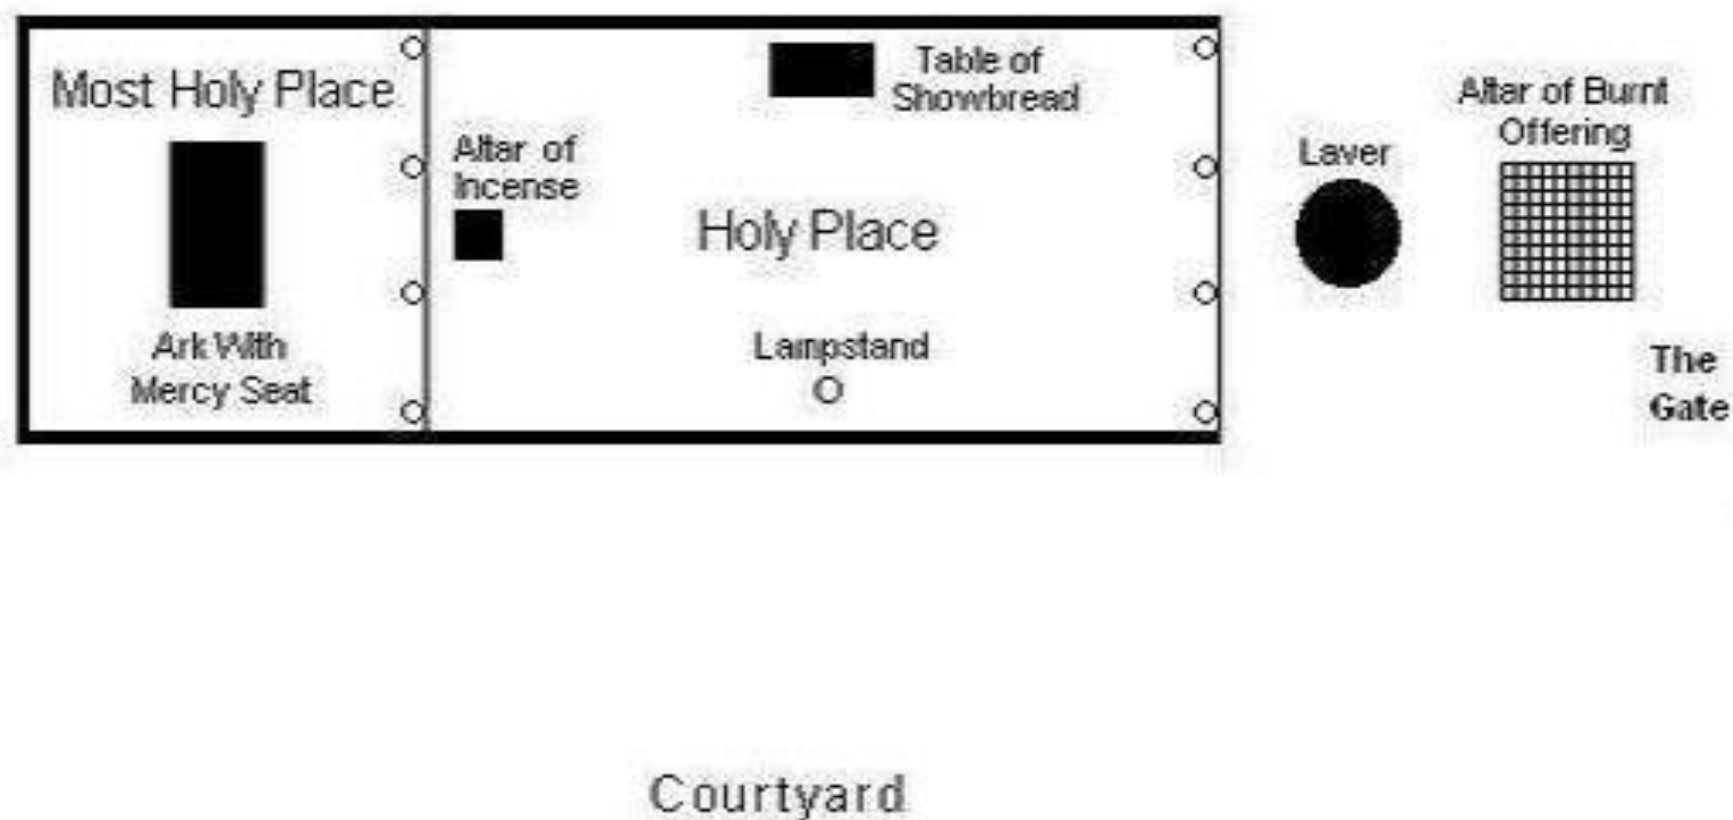 Most Holy Place
Ark With
Mercy Seat
Altar of
Incense
Table of
Showbread
Holy Place
Lampstand
Laver
Altar of Burnt
Offering
The
Gate
Courtyard